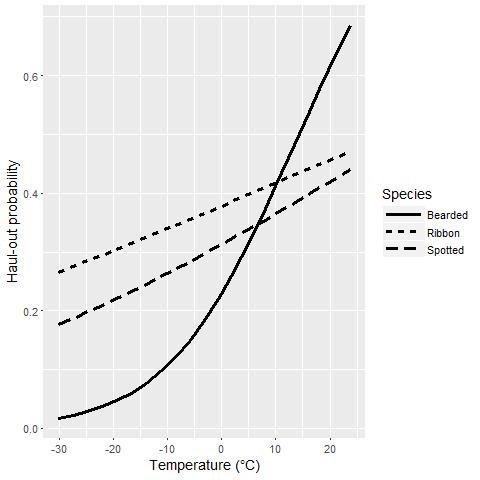 Haul-out probability
0.6
0.4
0.2
0.0
-30 -20 -10 0 10 20
Temperature (°C)
Species
Bearded
Ribbon
Spotted